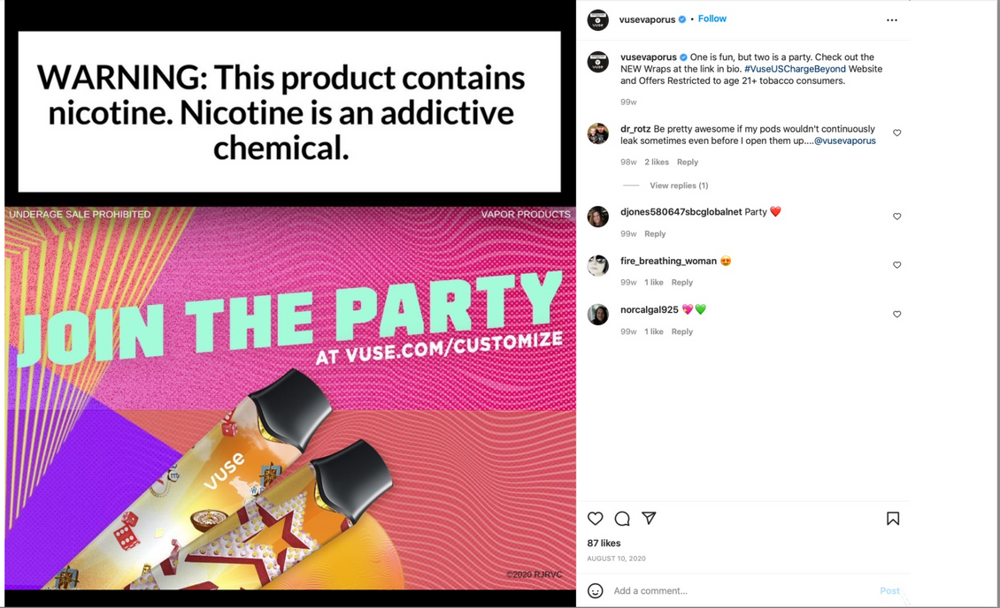 WARNING: This product contains
nicotine. Nicotine is an addictive
chemical.
UNDERAGE SALE PROHIBITED
VAPOR PRODUCTS
JOIN THE PARTY
AT VUSE.COM/CUSTOMIZE
vuse
©2020 RJRVC
vusevaporus • Follow
vusevaporus One is fun, but two is a party. Check out the
NEW Wraps at the link in bio. #VuseUSChargeBeyond Website
and Offers Restricted to age 21+ tobacco consumers.
99w
dr_rotz Be pretty awesome if my pods wouldn't continuously
leak sometimes even before I open them up....@vusevaporus
98w 2 likes Reply
View replies (1)
djones580647sbcglobalnet Party ❤️
99w Reply
fire_breathing_woman 😍
99w 1 like Reply
norcalgal925 💖💚
99w 1 like Reply
87 likes
AUGUST 10, 2020
Add a comment...
Post